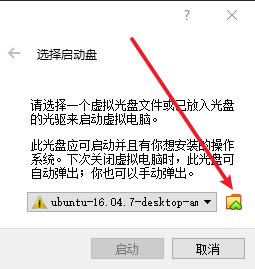 选择启动盘
请选择一个虚拟光盘文件或已放入光盘
的光驱来启动虚拟电脑。
此光盘应可启动并且有你想安装的操作
系统。下次关闭虚拟电脑时，此光盘可
自动弹出；你也可以手动弹出。
ubuntu-16.04.7-desktop-am
启动
取消